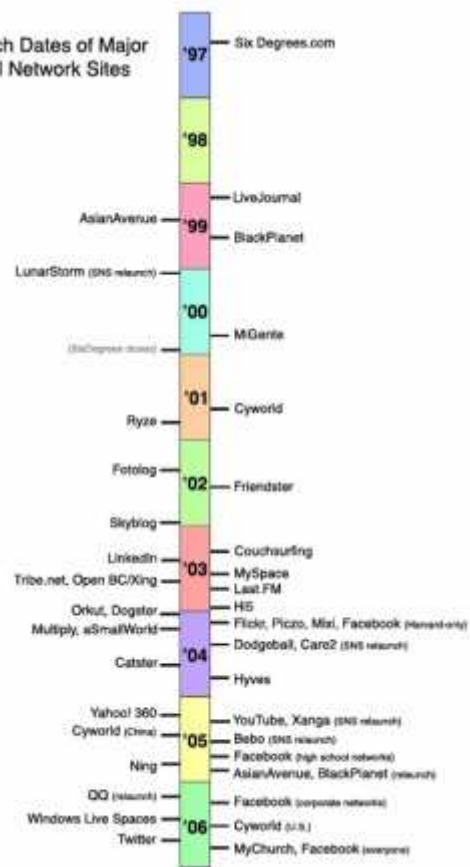 ch Dates of Major
l Network Sites
'97
Six Degrees.com
'98
'99
LiveJournal
AsianAvenue
BlackPlanet
LunarStorm (SNS relaunch)
'00
MiGente
(SixDegrees closes)
'01
Cyworld
Ryze
Fotolog
'02
Friendster
Skyblog
'03
Couchsurfing
LinkedIn
MySpace
Tribe.net, Open BC/Xing
Last.FM
Hi5
Orkut, Dogster
Flickr, Piczo, Mixi, Facebook (Harvard-only)
Multiply, aSmallWorld
'04
Dodgeball, Care2 (SNS relaunch)
Catster
Hyves
Yahoo! 360
YouTube, Xanga (SNS relaunch)
Cyworld (China)
'05
Bebo (SNS relaunch)
Facebook (high school networks)
Ning
AsianAvenue, BlackPlanet (relaunch)
QQ (relaunch)
Facebook (corporate networks)
Windows Live Spaces
'06
Cyworld (U.S.)
Twitter
MyChurch, Facebook (everyone)